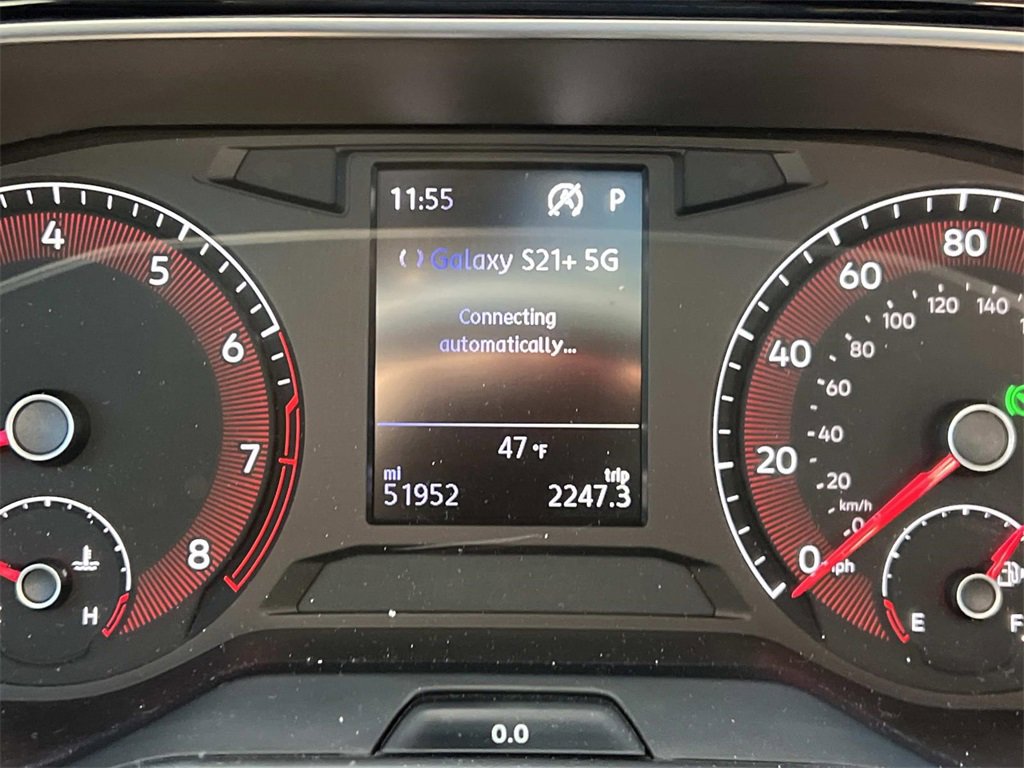 11:55 P
Galaxy S21+ 5G
Connecting
automatically...
47 °F
mi trip
51952 2247.3
4
5
6
7
8
H
80
60
40
20
0 mph
140
120
100
80
60
40
20
km/h
0
E F
0.0